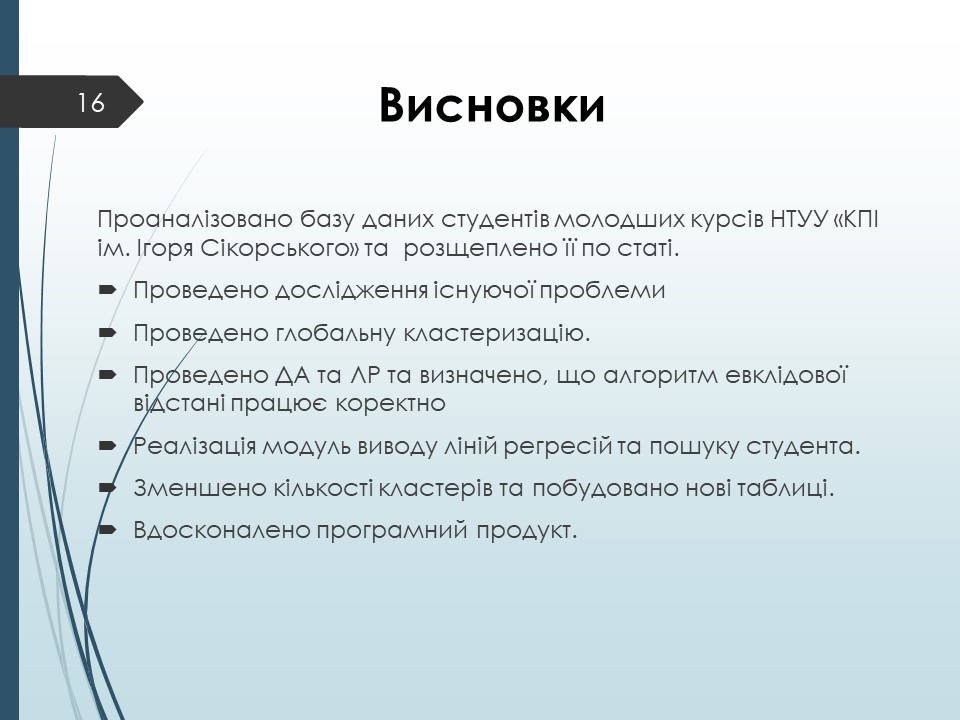 16
Висновки
Проаналізовано базу даних студентів молодших курсів НТУУ «КПІ
ім. Ігоря Сікорського» та розщеплено її по статі.
Проведено дослідження існуючої проблеми
Проведено глобальну кластеризацію.
Проведено ДА та ЛР та визначено, що алгоритм евклідової
відстані працює коректно
Реалізація модуль виводу ліній регресій та пошуку студента.
Зменшено кількості кластерів та побудовано нові таблиці.
Вдосконалено програмний продукт.